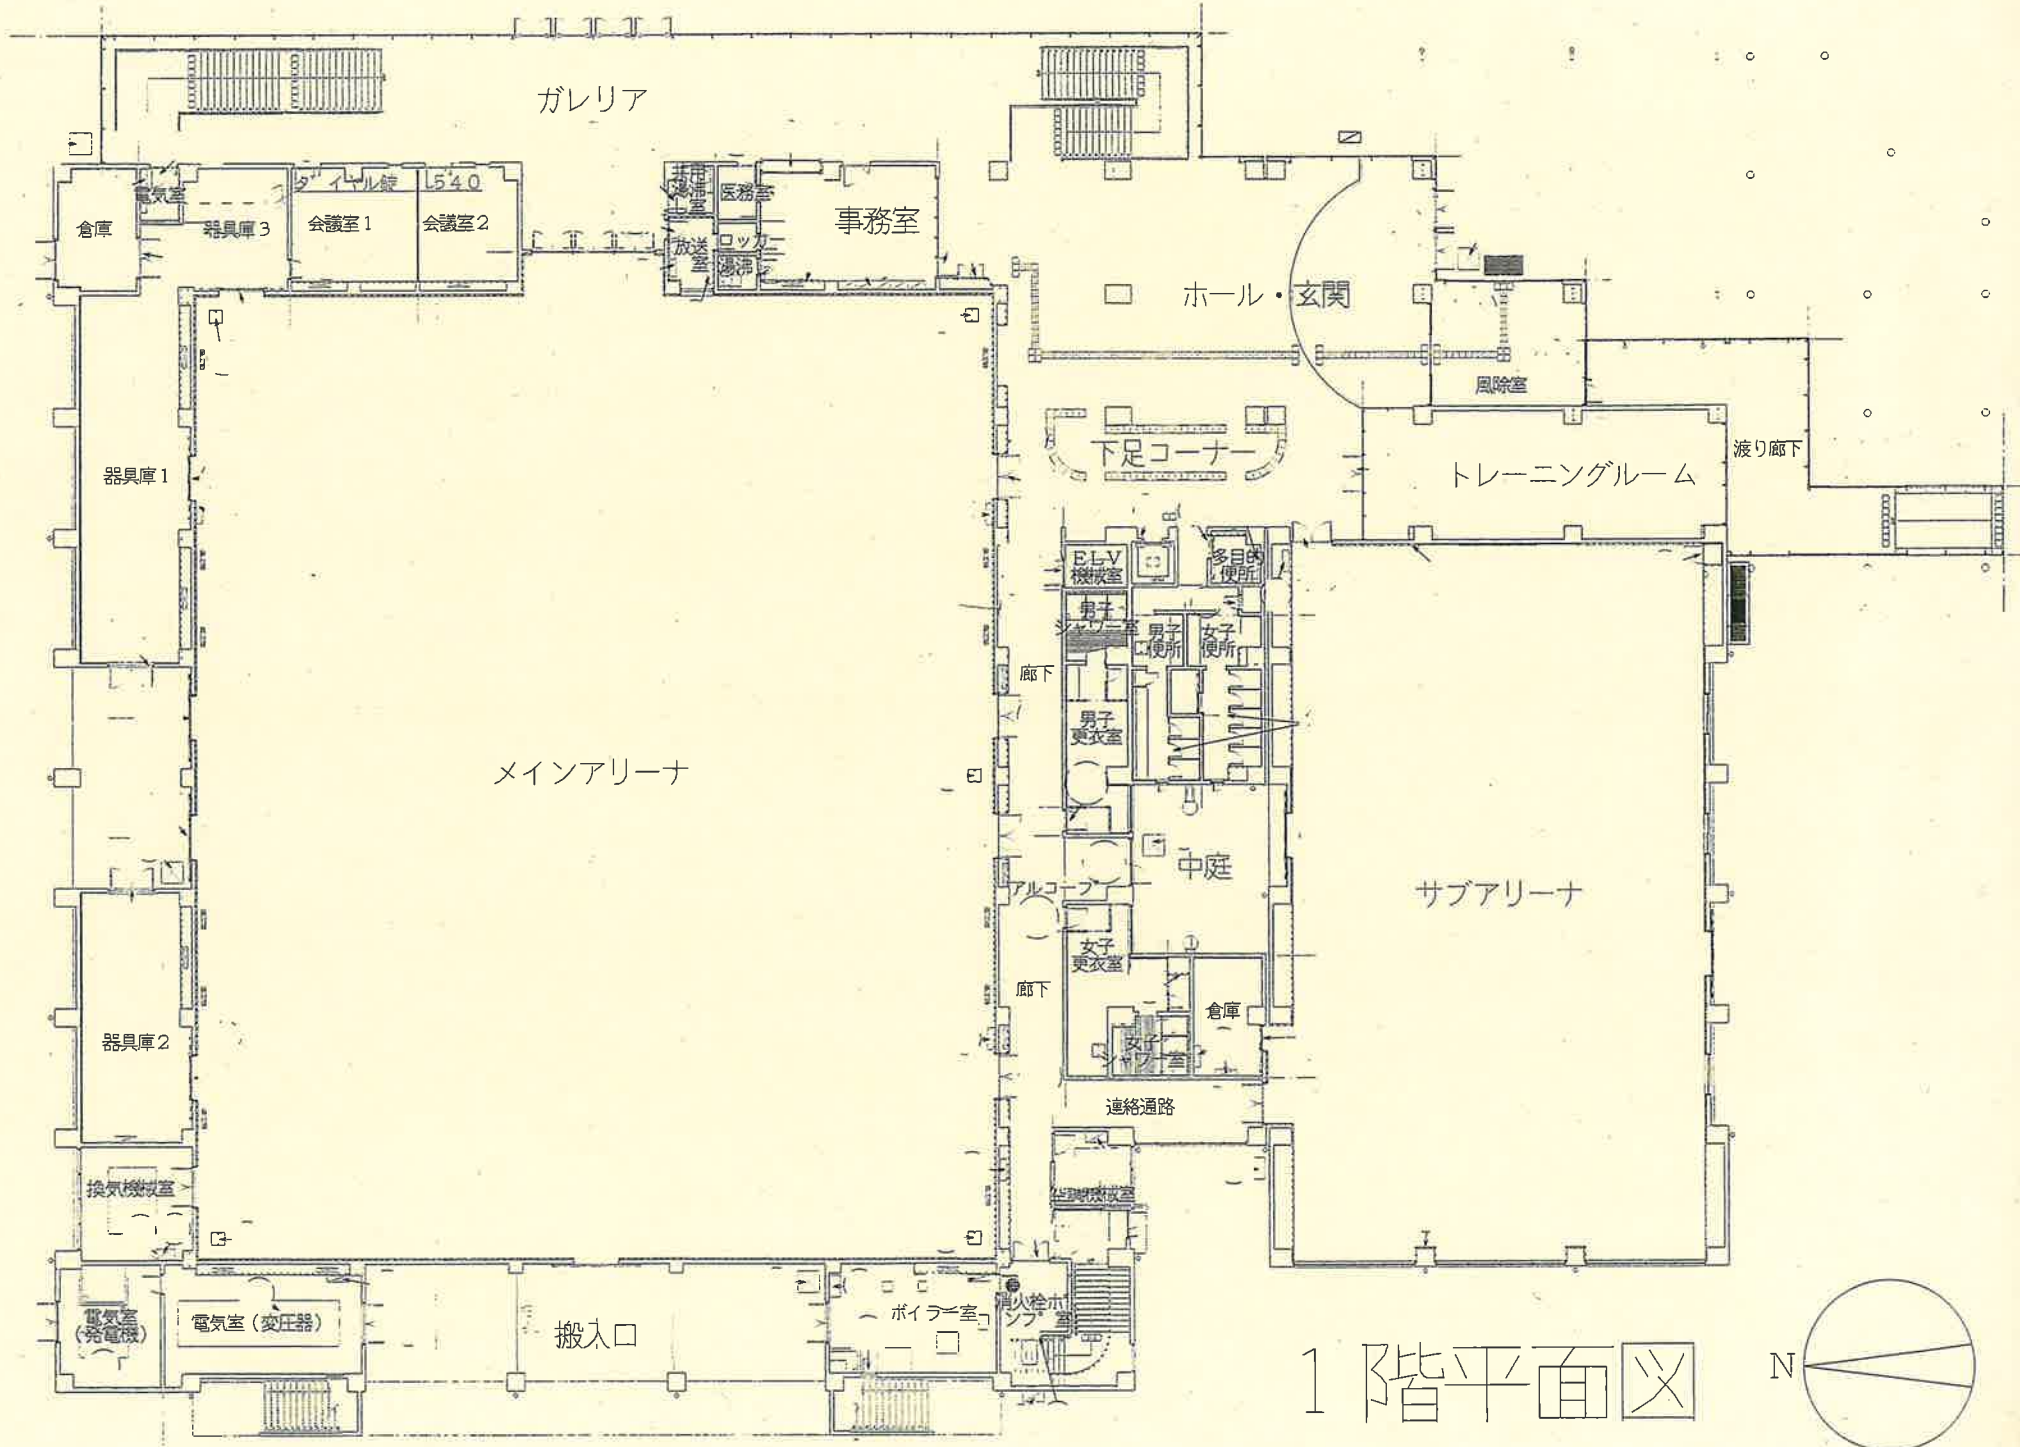 ガレリア
ダイヤル錠 L540
共用
湯沸
室
医務室
電気室
倉庫
器具庫3
会議室1
会議室2
事務室
放送
室
ロッカー
湯沸
ホール・玄関
風除室
下足コーナー
渡り廊下
トレーニングルーム
器具庫1
ELV
機械室
多目的
便所
男子
シャワー室
男子
便所
女子
便所
廊下
男子
更衣室
メインアリーナ
中庭
アルコーブ
サブアリーナ
女子
更衣室
廊下
倉庫
器具庫2
女子
シャワー室
連絡通路
換気機械室
空調機械室
電気室
(発電機)
電気室(変圧器)
搬入口
ボイラー室
消火栓ポ
ンプ室
1階平面図
N